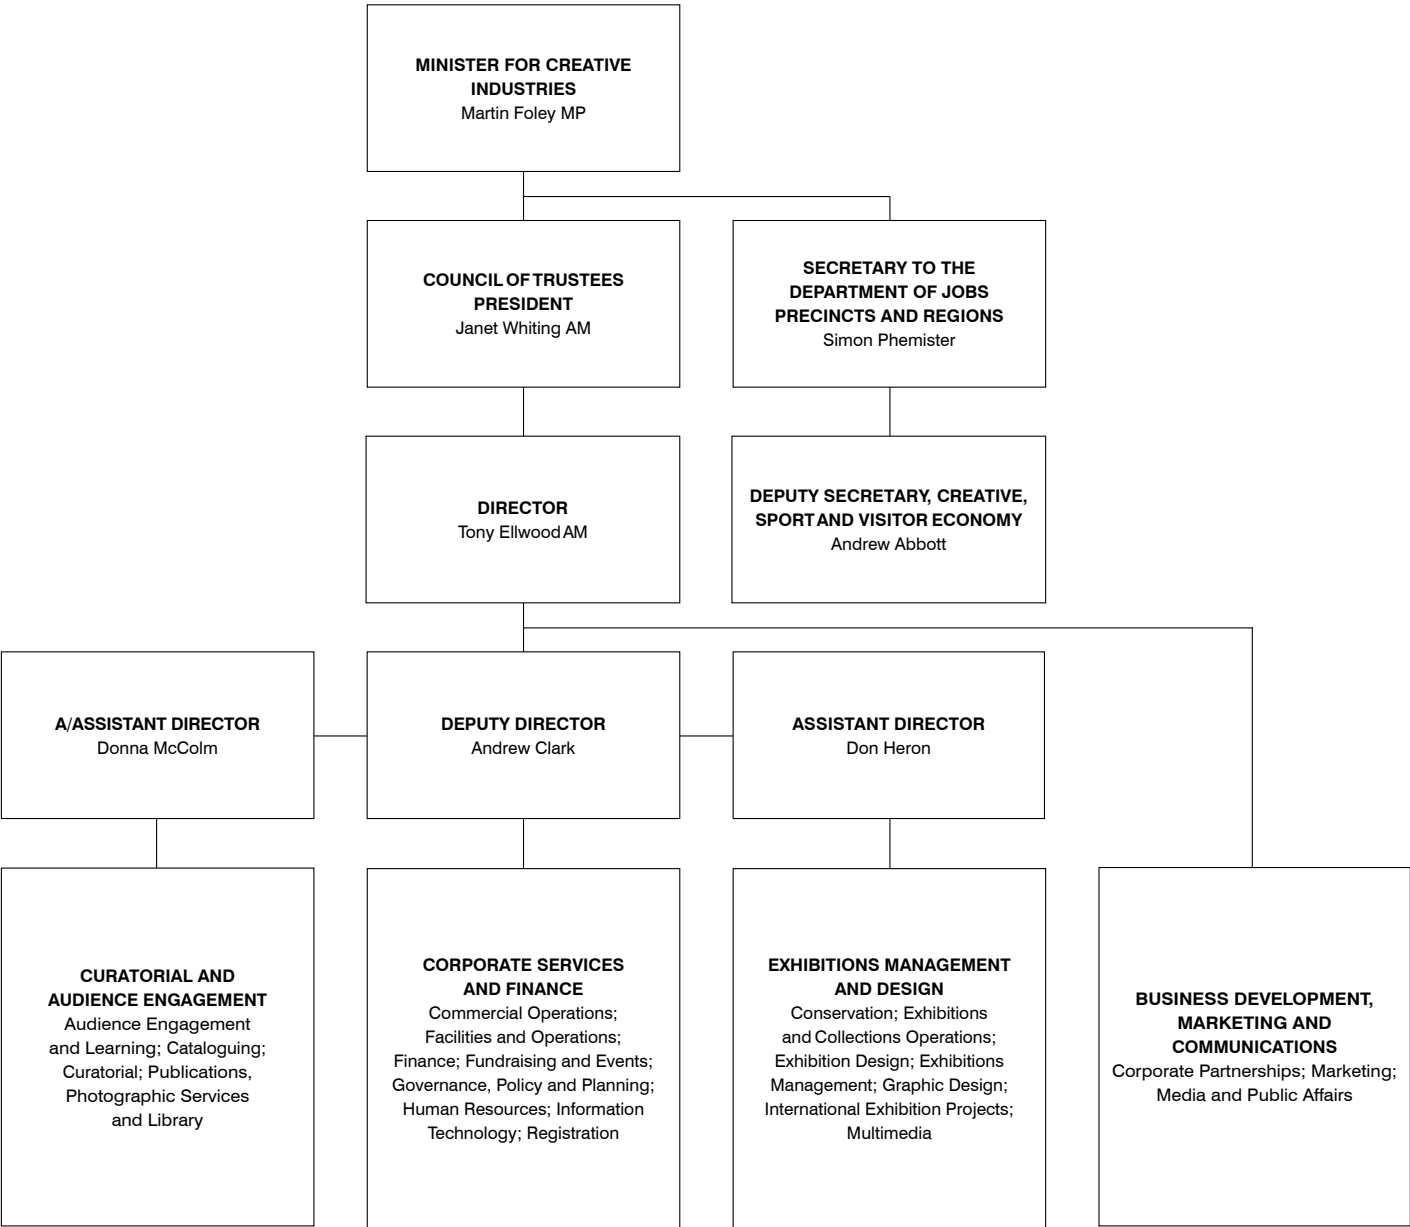 MINISTER FOR CREATIVE
INDUSTRIES
Martin Foley MP
COUNCIL OF TRUSTEES
PRESIDENT
Janet Whiting AM
SECRETARY TO THE
DEPARTMENT OF JOBS
PRECINCTS AND REGIONS
Simon Phemister
DIRECTOR
Tony Ellwood AM
DEPUTY SECRETARY, CREATIVE,
SPORT AND VISITOR ECONOMY
Andrew Abbott
A/ASSISTANT DIRECTOR
Donna McColm
DEPUTY DIRECTOR
Andrew Clark
ASSISTANT DIRECTOR
Don Heron
CURATORIAL AND
AUDIENCE ENGAGEMENT
Audience Engagement
and Learning; Cataloguing;
Curatorial; Publications,
Photographic Services
and Library
CORPORATE SERVICES
AND FINANCE
Commercial Operations;
Facilities and Operations;
Finance; Fundraising and Events;
Governance, Policy and Planning;
Human Resources; Information
Technology; Registration
EXHIBITIONS MANAGEMENT
AND DESIGN
Conservation; Exhibitions
and Collections Operations;
Exhibition Design; Exhibitions
Management; Graphic Design;
International Exhibition Projects;
Multimedia
BUSINESS DEVELOPMENT,
MARKETING AND
COMMUNICATIONS
Corporate Partnerships; Marketing;
Media and Public Affairs